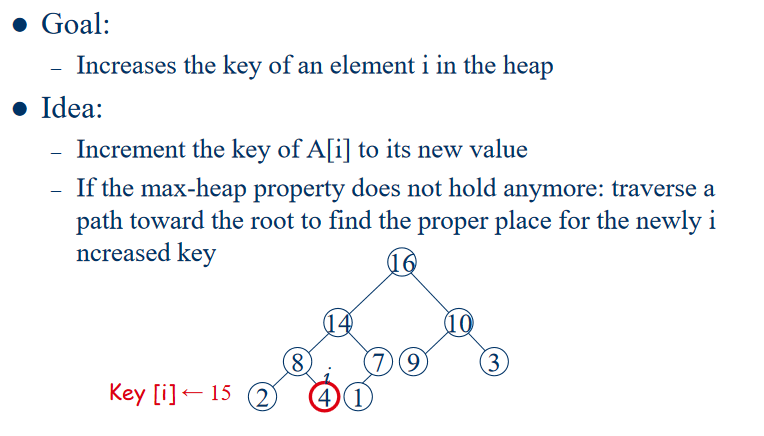 ● Goal:
– Increases the key of an element i in the heap
● Idea:
– Increment the key of A[i] to its new value
– If the max-heap property does not hold anymore: traverse a
path toward the root to find the proper place for the newly i
ncreased key
16
14 10
8 7 9 3
i
Key [i] ← 15 2 4 1